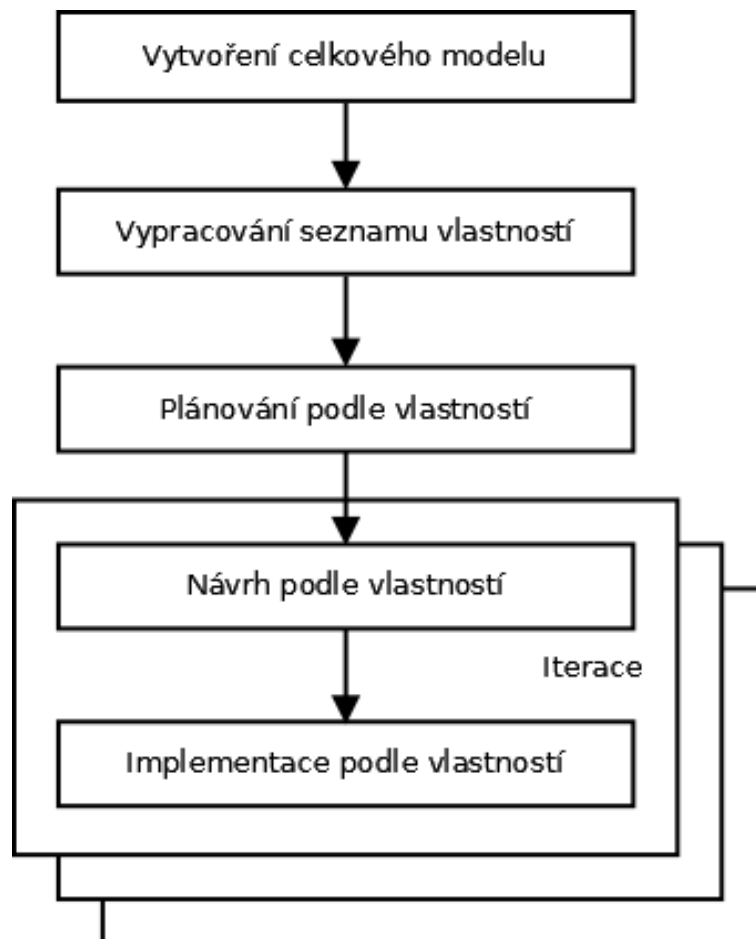 Vytvoření celkového modelu
Vypracování seznamu vlastností
Plánování podle vlastností
Návrh podle vlastností
Iterace
Implementace podle vlastností